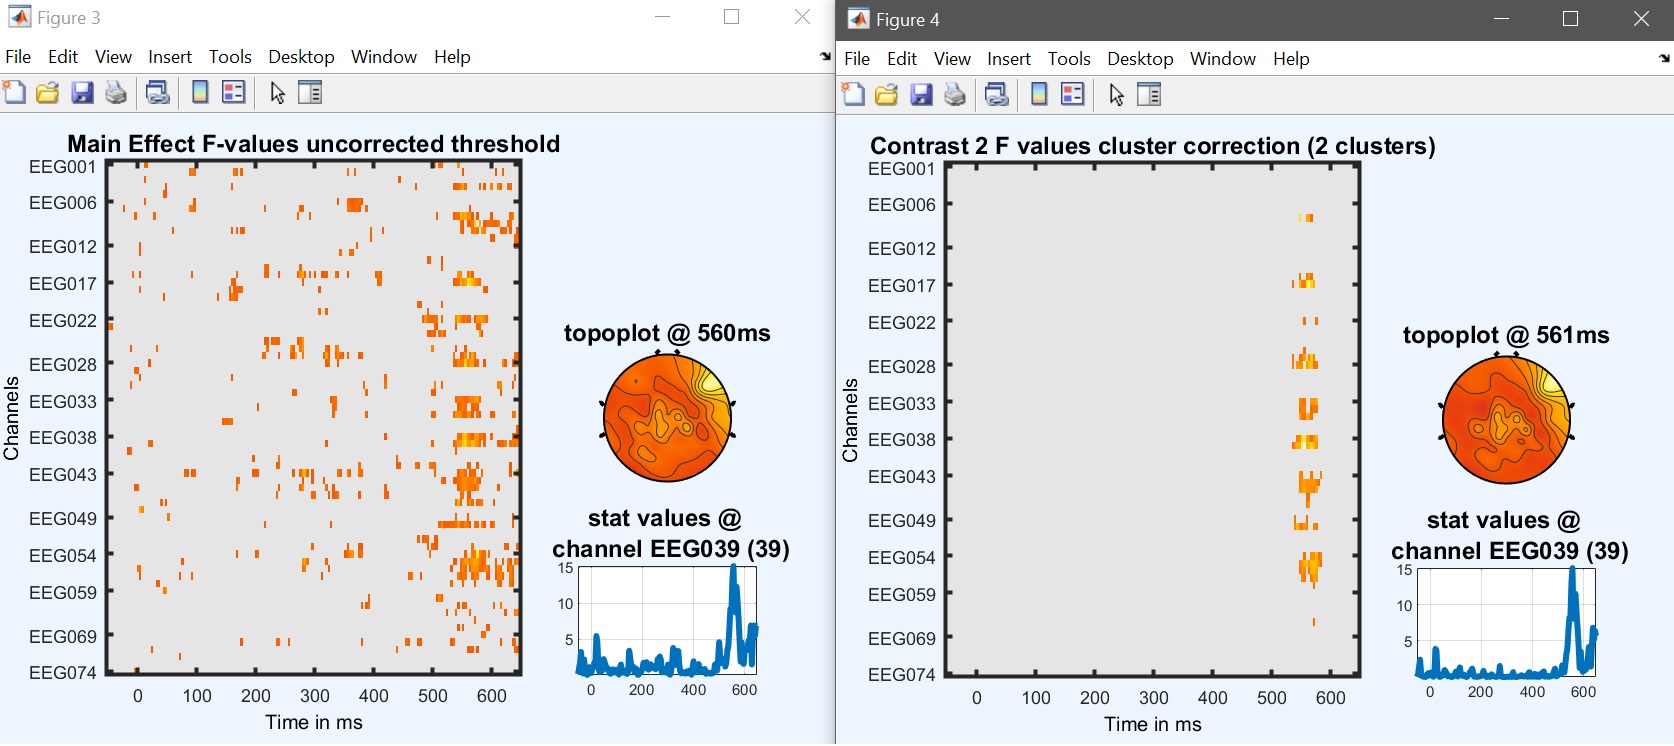 Figure 3
File Edit View Insert Tools Desktop Window Help
Main Effect F-values uncorrected threshold
EEG001
EEG006
EEG012
EEG017
EEG022
EEG028
EEG033
EEG038
EEG043
EEG049
EEG054
EEG059
EEG069
EEG074
Channels
0 100 200 300 400 500 600
Time in ms
topoplot @ 560ms
stat values @
channel EEG039 (39)
15
10
5
0 200 400 600
Figure 4
File Edit View Insert Tools Desktop Window Help
Contrast 2 F values cluster correction (2 clusters)
EEG001
EEG006
EEG012
EEG017
EEG022
EEG028
EEG033
EEG038
EEG043
EEG049
EEG054
EEG059
EEG069
EEG074
Channels
0 100 200 300 400 500 600
Time in ms
topoplot @ 561ms
stat values @
channel EEG039 (39)
15
10
5
0 200 400 600